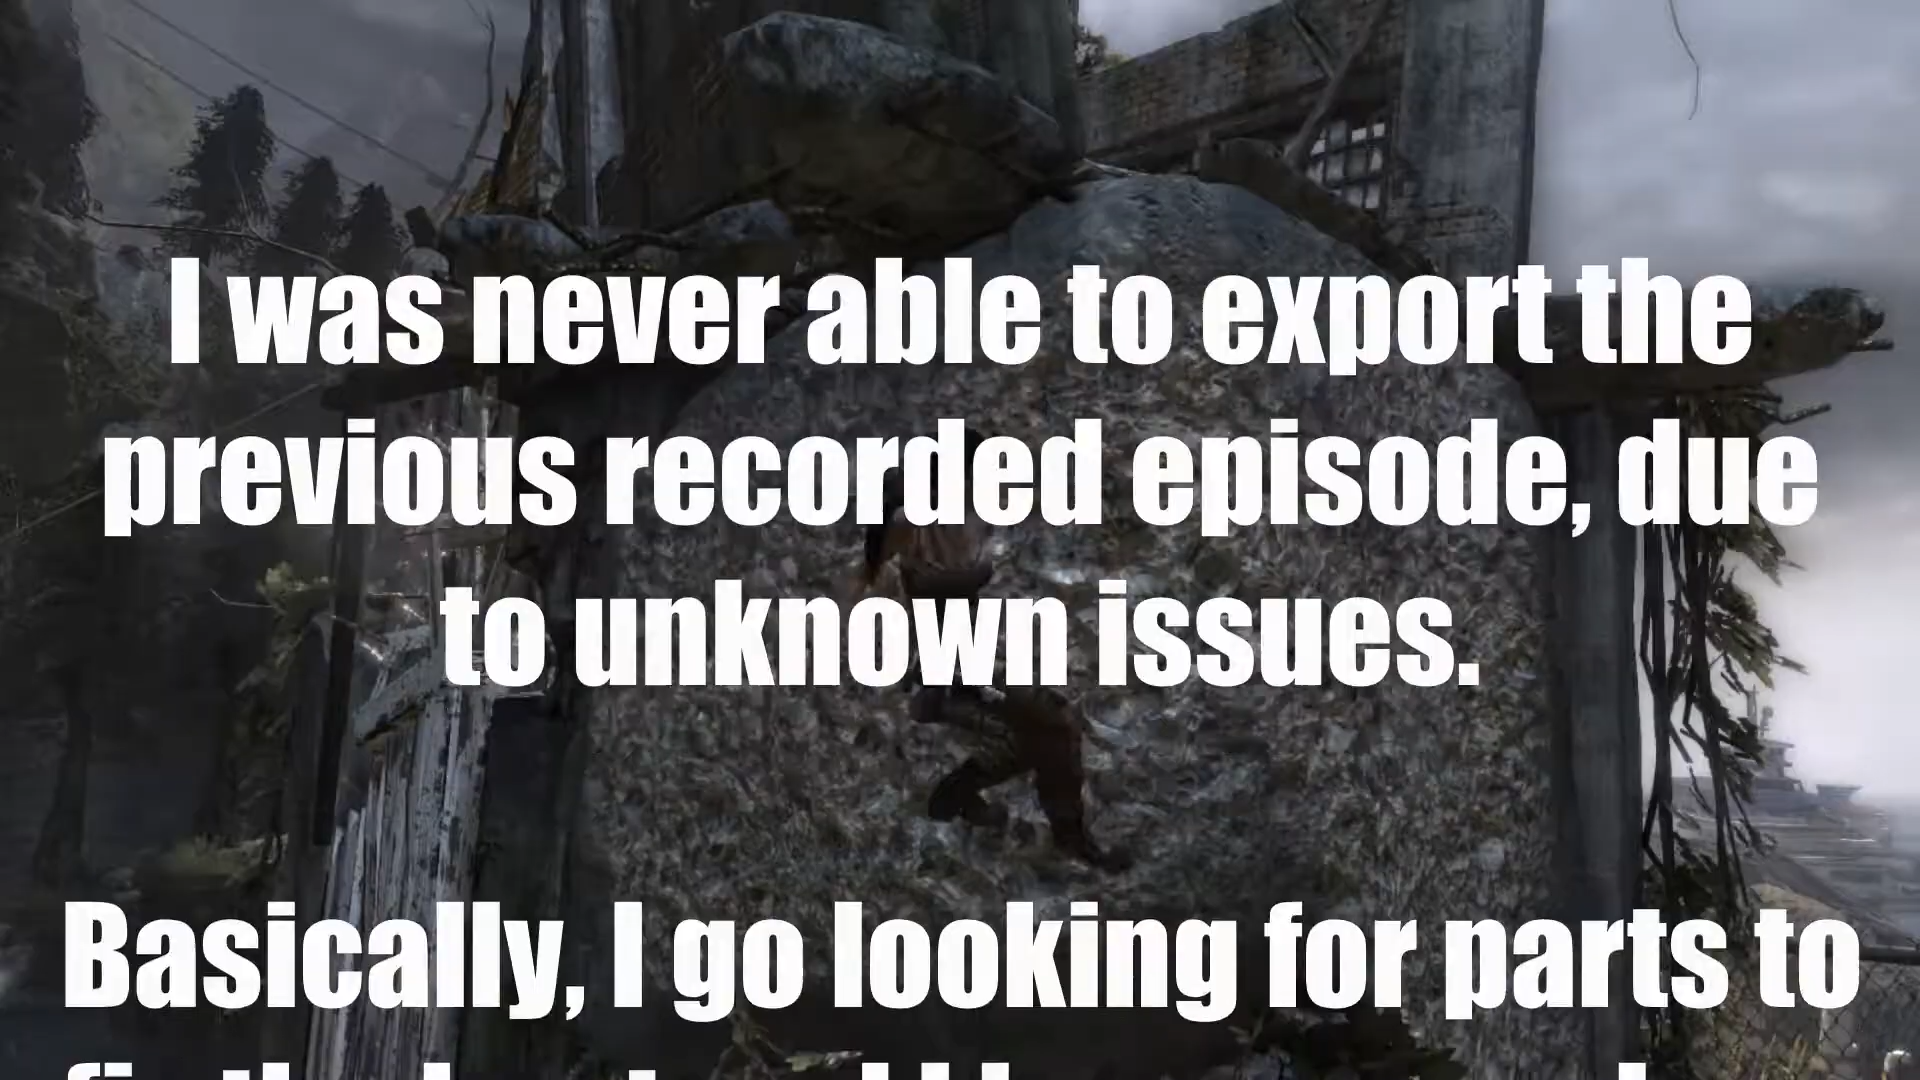 I was never able to export the
previous recorded episode, due
to unknown issues.
Basically, I go looking for parts to